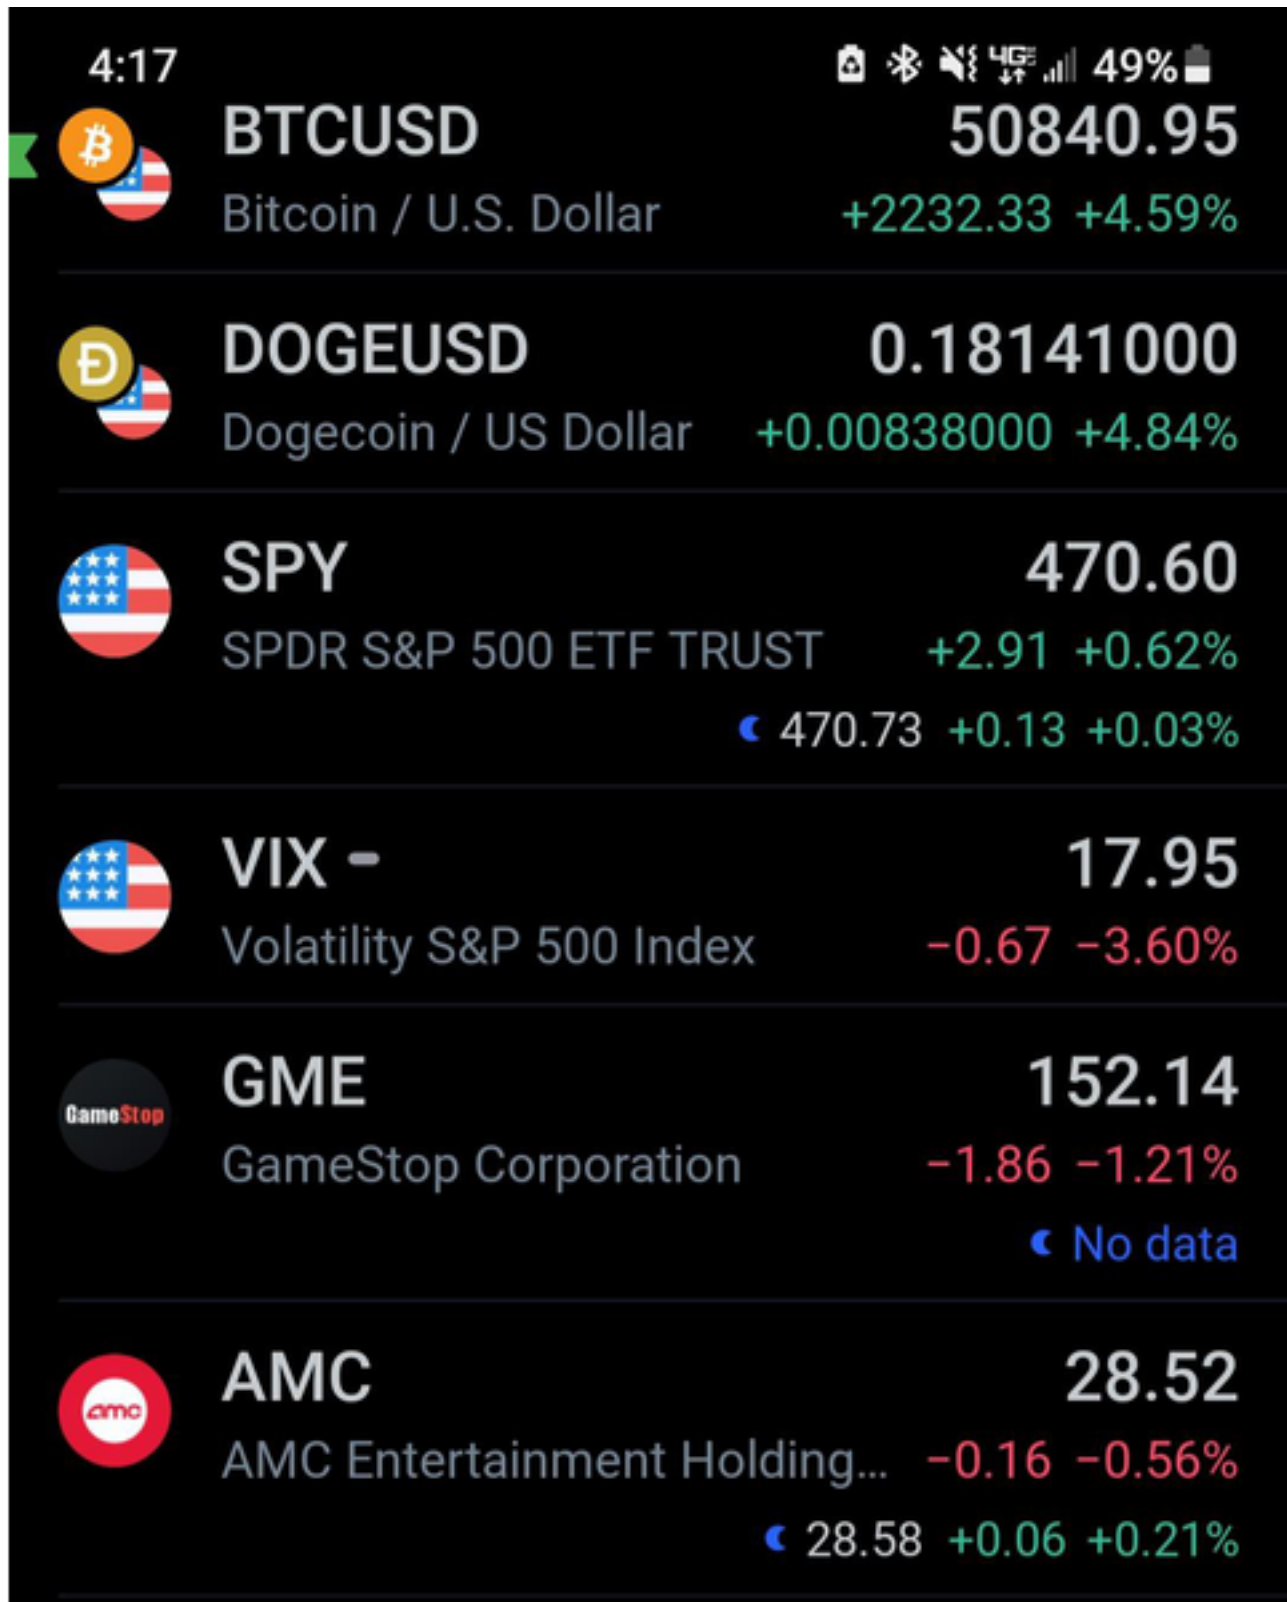 4:17 4GE 49%
BTCUSD 50840.95
Bitcoin / U.S. Dollar +2232.33 +4.59%
DOGEUSD 0.18141000
Dogecoin / US Dollar +0.00838000 +4.84%
SPY 470.60
SPDR S&P 500 ETF TRUST +2.91 +0.62%
470.73 +0.13 +0.03%
VIX 17.95
Volatility S&P 500 Index −0.67 −3.60%
GameStop
GME 152.14
GameStop Corporation −1.86 −1.21%
No data
amc
AMC 28.52
AMC Entertainment Holding... −0.16 −0.56%
28.58 +0.06 +0.21%